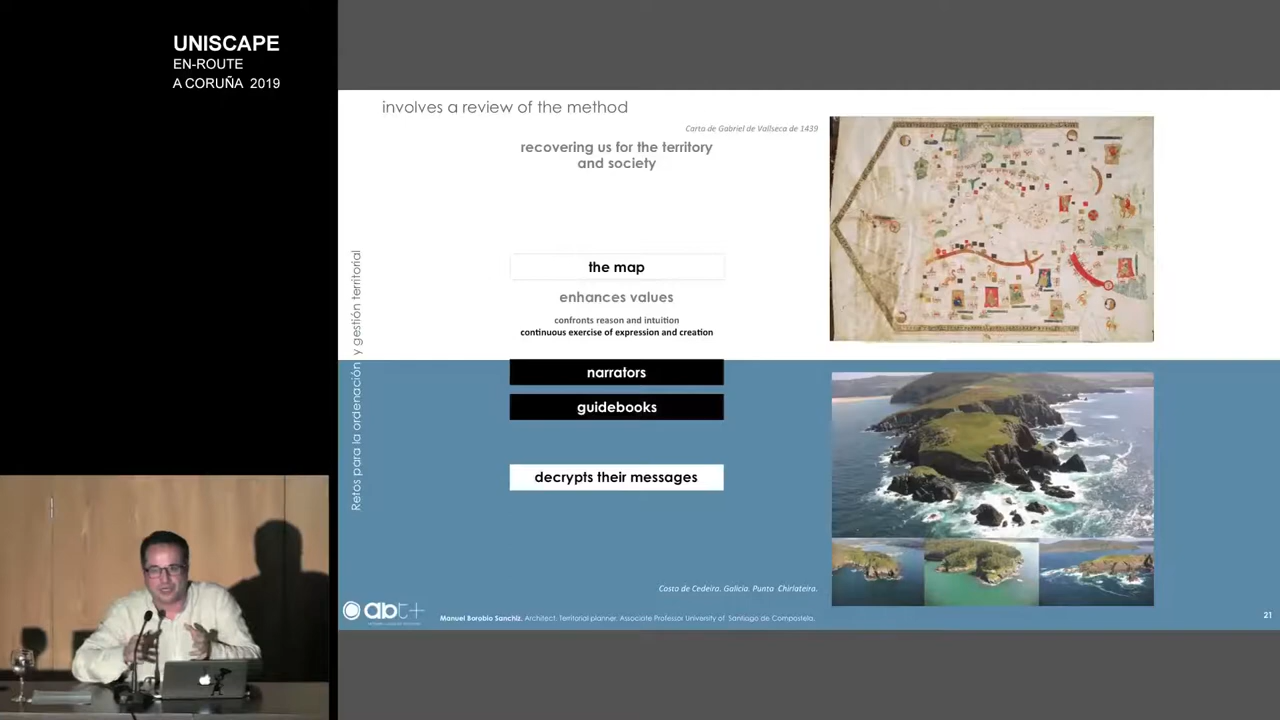 UNISCAPE
EN-ROUTE
A CORUÑA 2019
involves a review of the method
Carta de Gabriel de Vallseca de 1439
recovering us for the territory
and society
the map
enhances values
confronts reason and intuition
continuous exercise of expression and creation
narrators
guidebooks
decrypts their messages
Retos para la ordenación y gestión territorial
Costa de Cedeira. Galicia. Punta Chirlateira.
abt+
Manuel Borobio Sanchiz. Architect. Territorial planner. Associate Professor University of Santiago de Compostela.
21